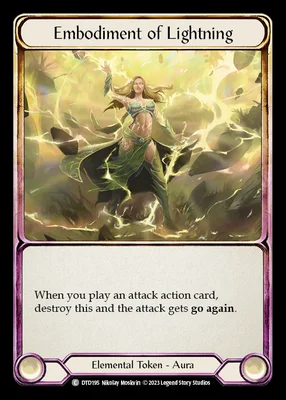 Embodiment of Lightning
When you play an attack action card,
destroy this and the attack gets go again.
Elemental Token - Aura
C DTD195 Nikolay Moskvin © 2023 Legend Story Studios